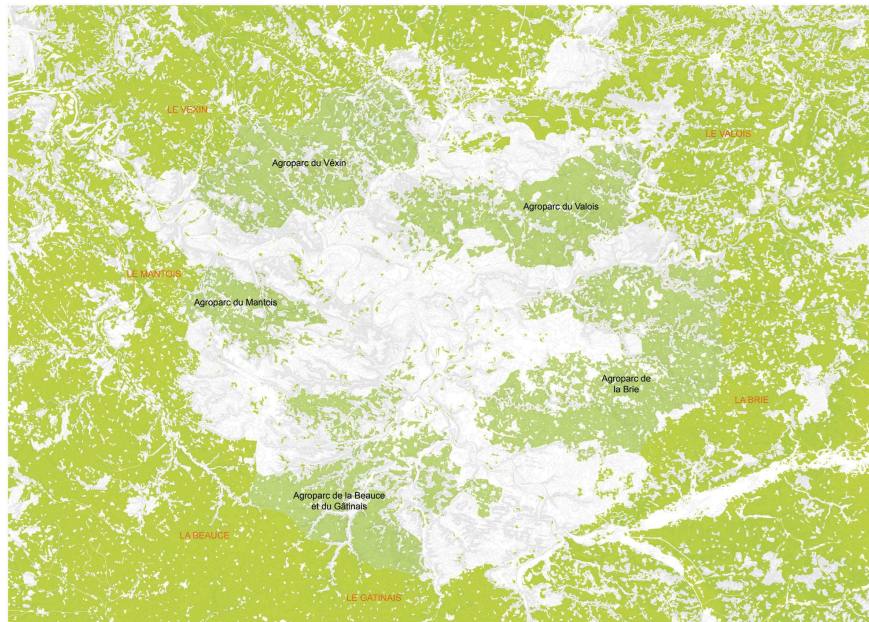 LE VEXIN
LE VALOIS
Agroparc du Véxin
Agroparc du Valois
LE MANTOIS
Agroparc du Mantois
Agroparc de
la Brie
LA BRIE
Agroparc de la Beauce
et du Gâtinais
LA BEAUCE
LE GATINAIS